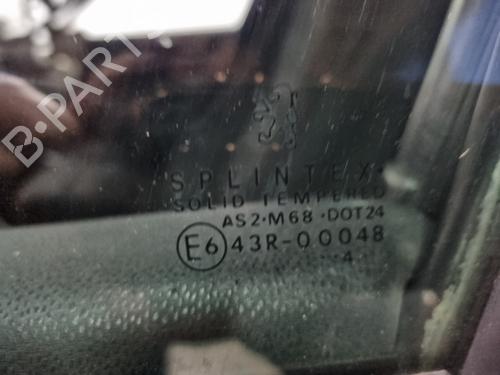 B-PARTS
SPLINTEX
SOLID TEMPERED
AS2·M68·DOT24
E6 43R-00048
4